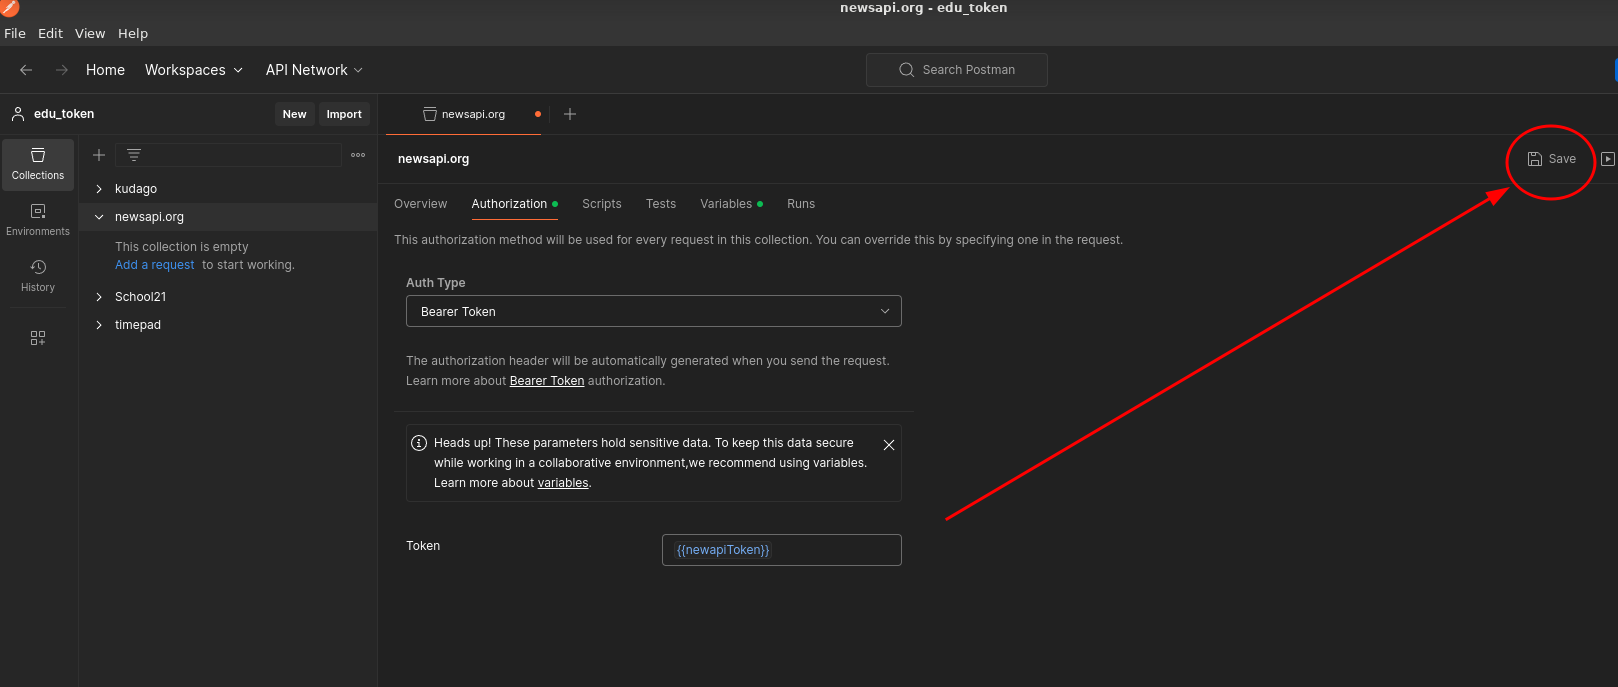 newsapi.org - edu_token
File Edit View Help
Home Workspaces API Network Search Postman
edu_token New Import
newsapi.org
Collections
Environments
History
kudago
newsapi.org
This collection is empty
Add a request to start working.
School21
timepad
newsapi.org Save
Overview Authorization Scripts Tests Variables Runs
This authorization method will be used for every request in this collection. You can override this by specifying one in the request.
Auth Type
Bearer Token
The authorization header will be automatically generated when you send the request.
Learn more about Bearer Token authorization.
Heads up! These parameters hold sensitive data. To keep this data secure
while working in a collaborative environment,we recommend using variables.
Learn more about variables.
Token {{newapiToken}}